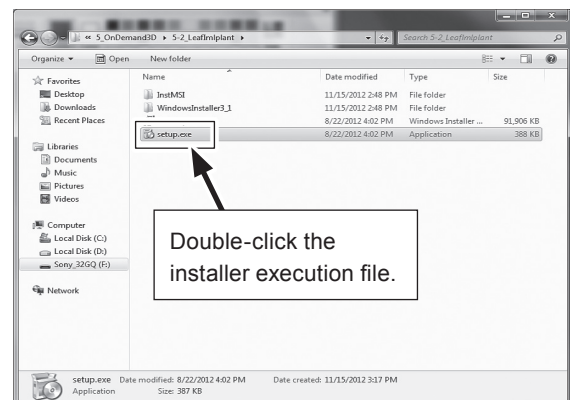 « 5_OnDemand3D ▸ 5-2_LeafImlplant ▸
Search 5-2_LeafImlplant
Organize ▾ Open New folder
Name Date modified Type Size
Favorites
Desktop
Downloads
Recent Places
Libraries
Documents
Music
Pictures
Videos
Computer
Local Disk (C:)
Local Disk (D:)
Sony_32GQ (F:)
Network
InstMSI 11/15/2012 2:48 PM File folder
WindowsInstaller3_1 11/15/2012 2:48 PM File folder
8/22/2012 4:02 PM Windows Installer ... 91,906 KB
setup.exe 8/22/2012 4:02 PM Application 388 KB
Double-click the
installer execution file.
setup.exe Date modified: 8/22/2012 4:02 PM Date created: 11/15/2012 3:17 PM
Application Size: 387 KB